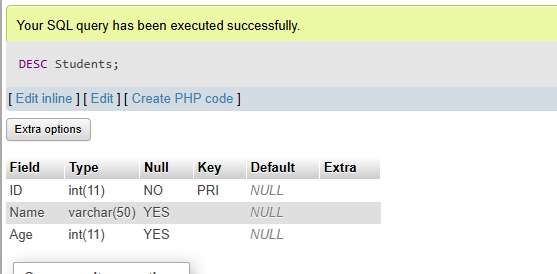 Your SQL query has been executed successfully.
DESC Students;
[ Edit inline ] [ Edit ] [ Create PHP code ]
Extra options
Field Type Null Key Default Extra
ID int(11) NO PRI NULL
Name varchar(50) YES NULL
Age int(11) YES NULL